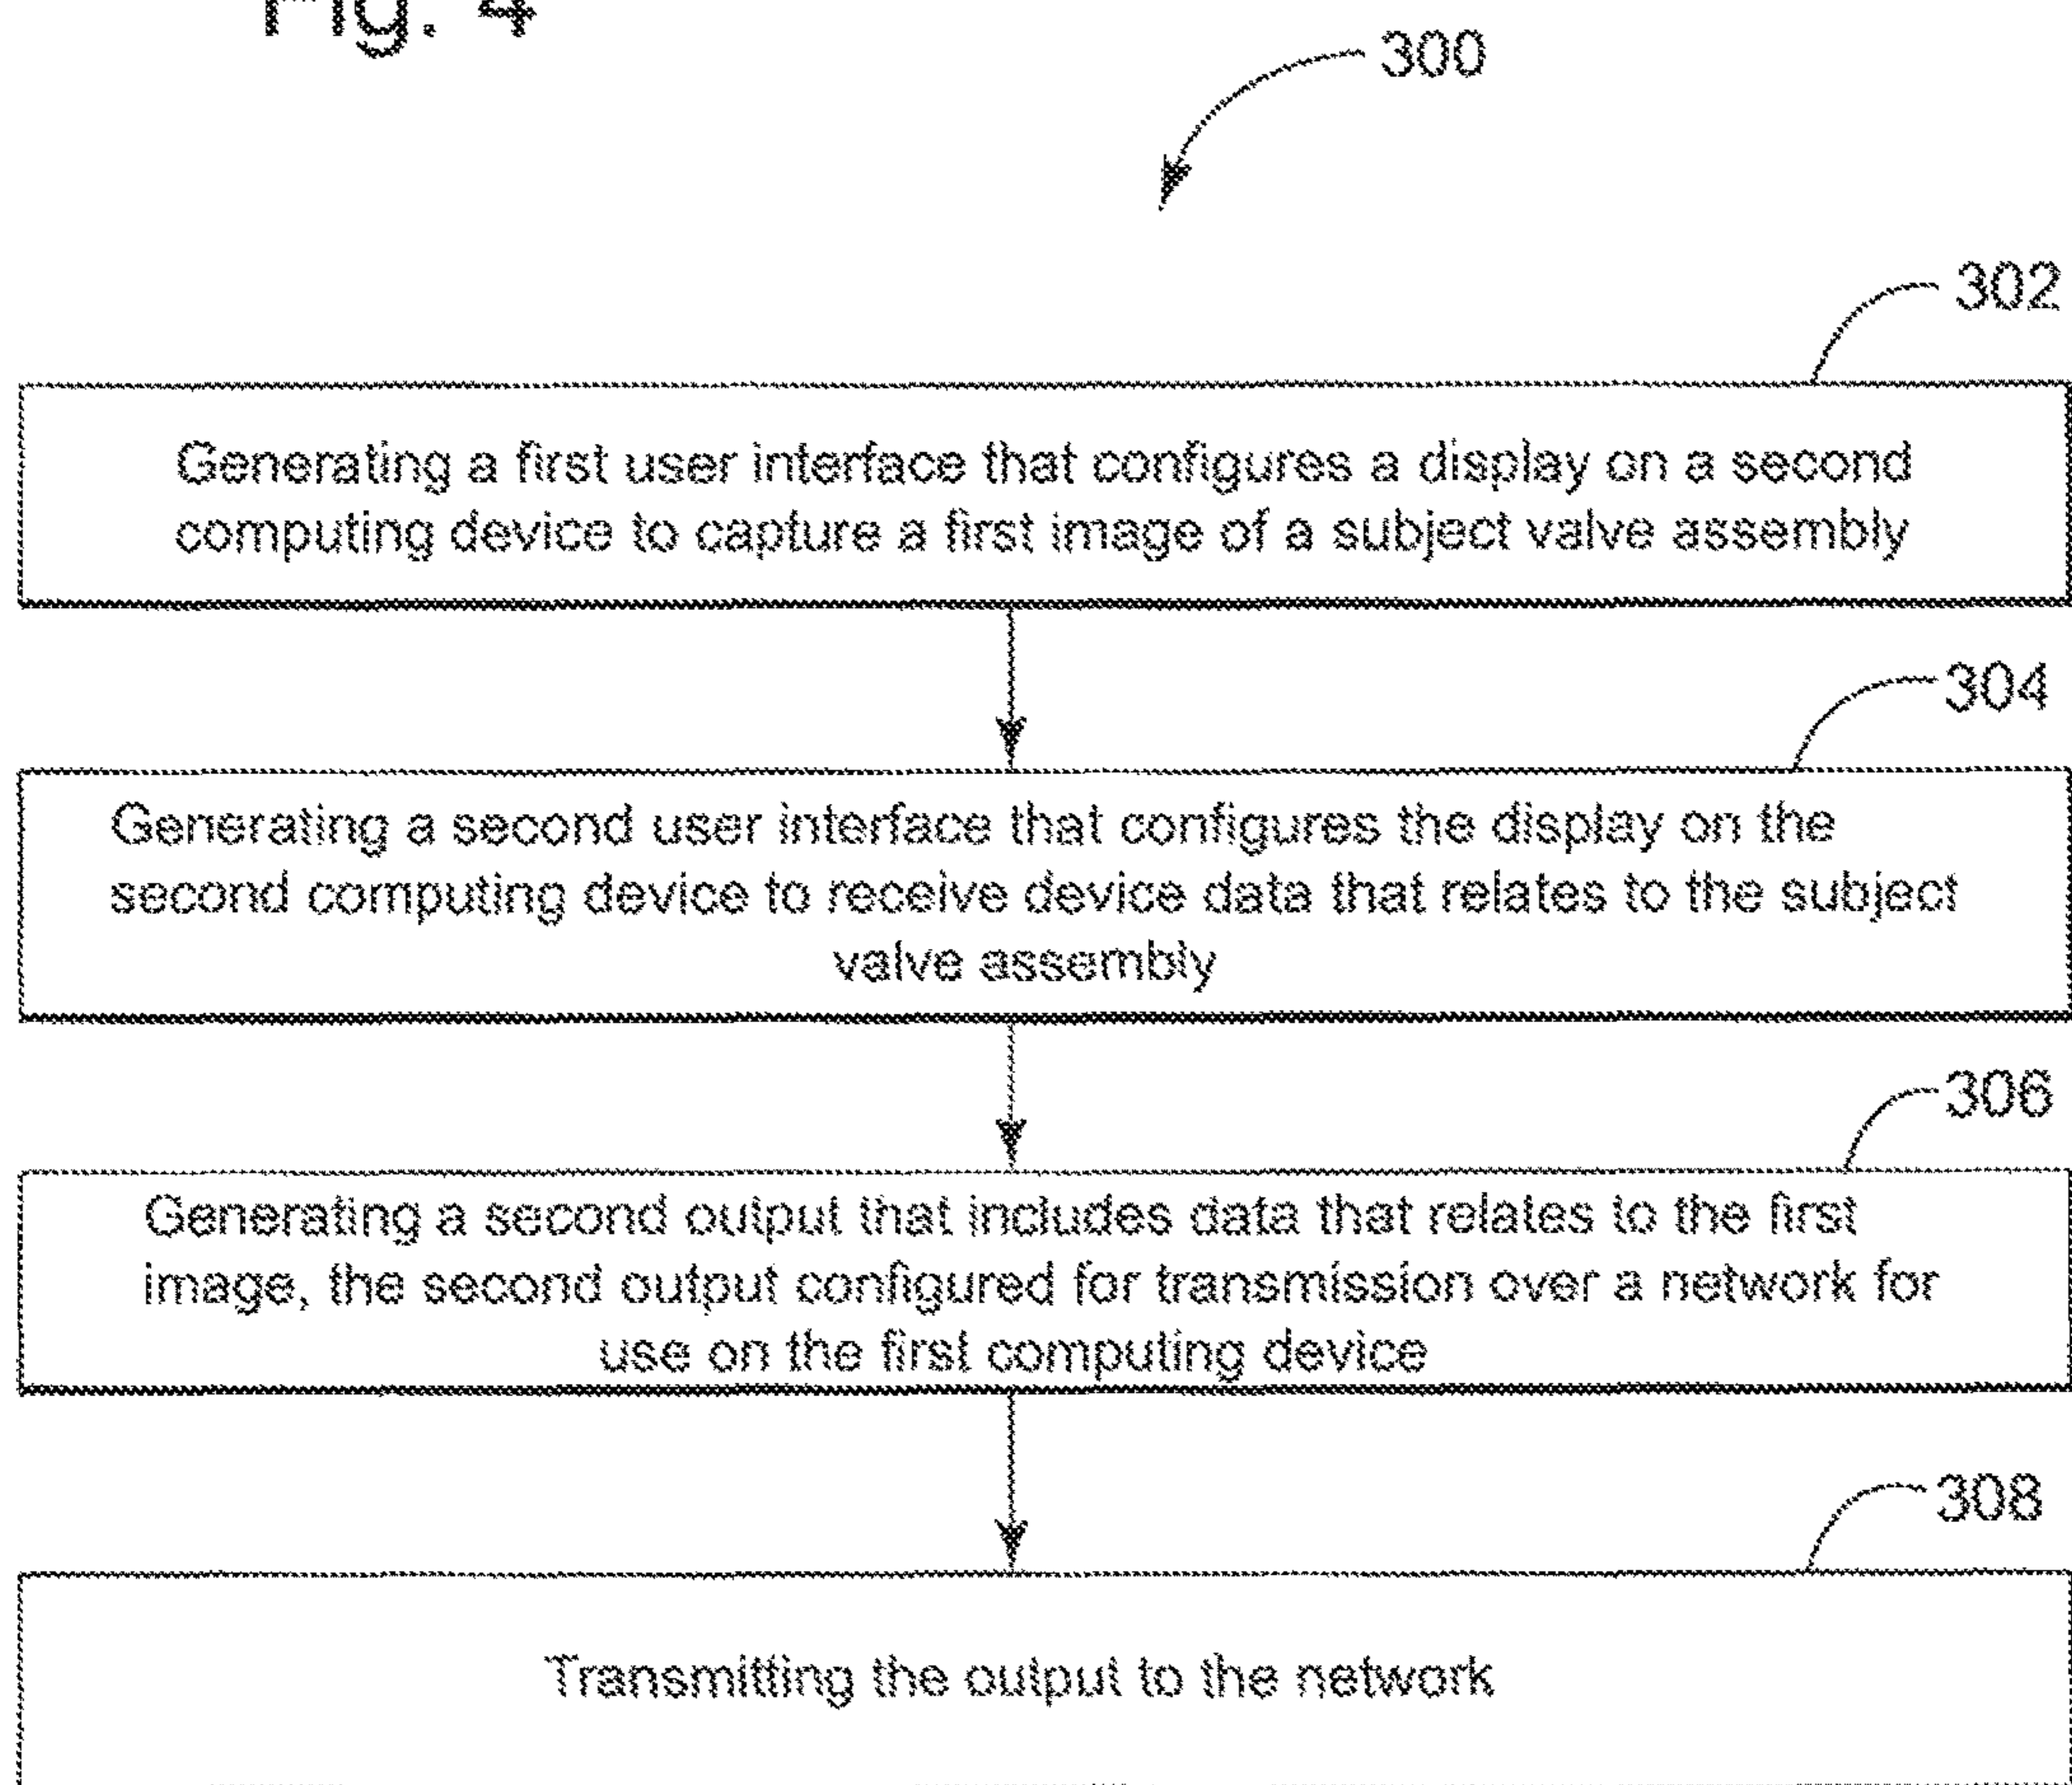 Fig. 4
300
302
Generating a first user interface that configures a display on a second
computing device to capture a first image of a subject valve assembly
304
Generating a second user interface that configures the display on the
second computing device to receive device data that relates to the subject
valve assembly
306
Generating a second output that includes data that relates to the first
image, the second output configured for transmission over a network for
use on the first computing device
308
Transmitting the output to the network